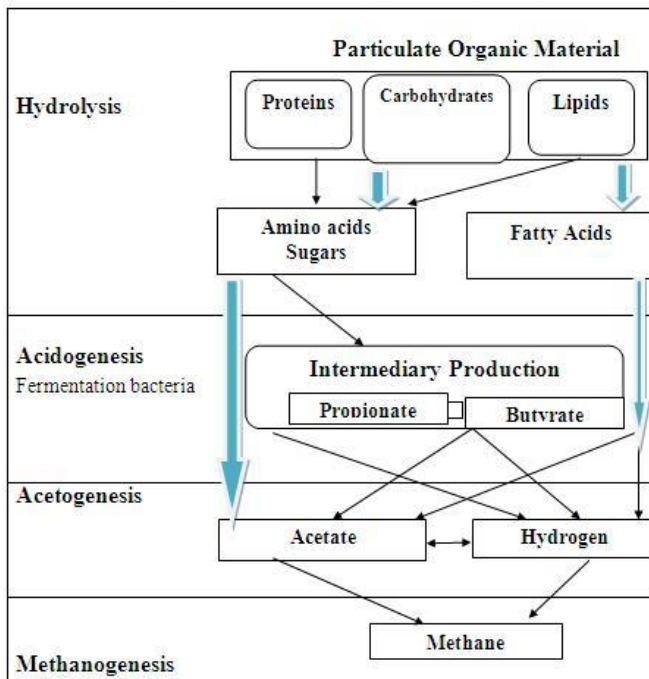 Particulate Organic Material
Hydrolysis
Proteins
Carbohydrates
Lipids
Amino acids
Sugars
Fatty Acids
Acidogenesis
Fermentation bacteria
Intermediary Production
Propionate
Butyrate
Acetogenesis
Acetate
Hydrogen
Methane
Methanogenesis